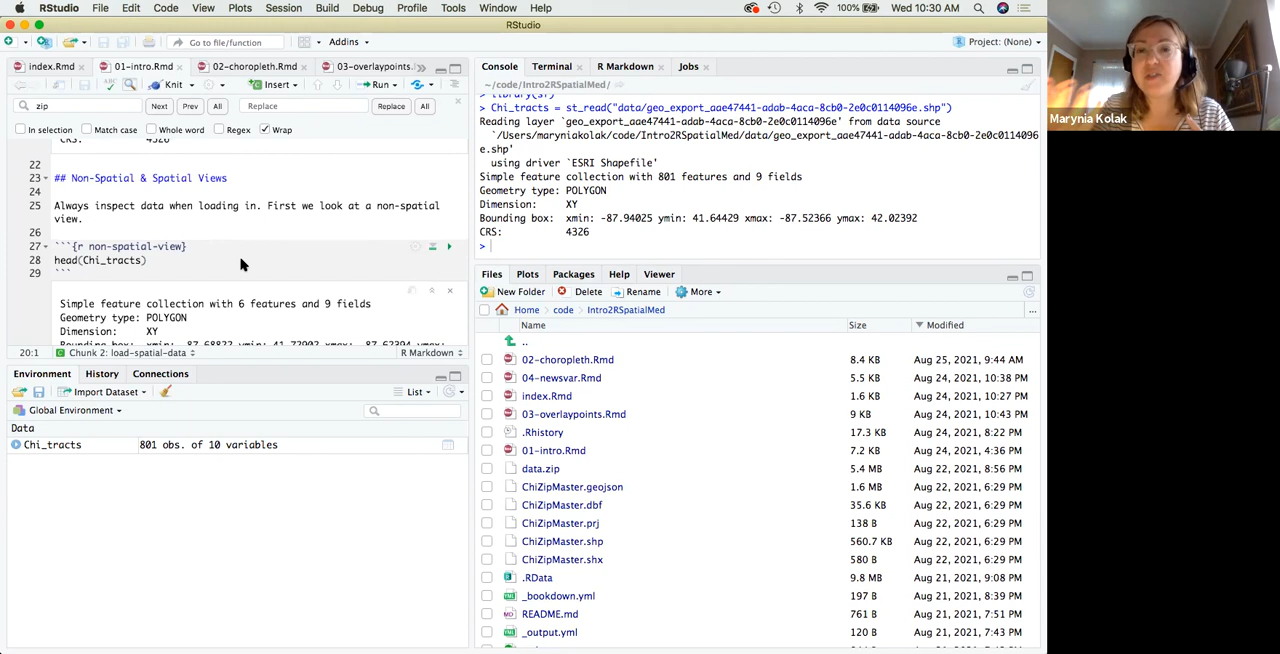 RStudio File Edit Code View Plots Session Build Debug Profile Tools Window Help 100% Wed 10:30 AM
RStudio
Go to file/function Addins Project: (None)
index.Rmd 01-intro.Rmd 02-choropleth.Rmd 03-overlaypoints.
Knit Insert Run
zip Next Prev All Replace Replace All
In selection Match case Whole word Regex Wrap
CRS: 4326
22
23 ## Non-Spatial & Spatial Views
24
25 Always inspect data when loading in. First we look at a non-spatial
view.
26
27 ```{r non-spatial-view}
28 head(Chi_tracts)
29 ```
Simple feature collection with 6 features and 9 fields
Geometry type: POLYGON
Dimension: XY
Bounding box: xmin: -87.68822 ymin: 41.72902 xmax: -87.62394 ymax:
20:1 Chunk 2: load-spatial-data R Markdown
Environment History Connections
Import Dataset List
Global Environment
Data
Chi_tracts 801 obs. of 10 variables
Console Terminal R Markdown Jobs
~/code/Intro2RSpatialMed/
> library(sf)
> Chi_tracts = st_read("data/geo_export_aae47441-adab-4aca-8cb0-2e0c0114096e.shp")
Reading layer `geo_export_aae47441-adab-4aca-8cb0-2e0c0114096e' from data source
`/Users/maryniakolak/code/Intro2RSpatialMed/data/geo_export_aae47441-adab-4aca-8cb0-2e0c0114096
e.shp'
using driver `ESRI Shapefile'
Simple feature collection with 801 features and 9 fields
Geometry type: POLYGON
Dimension: XY
Bounding box: xmin: -87.94025 ymin: 41.64429 xmax: -87.52366 ymax: 42.02392
CRS: 4326
>
Files Plots Packages Help Viewer
New Folder Delete Rename More
Home code Intro2RSpatialMed ...
Name Size Modified
..
02-choropleth.Rmd 8.4 KB Aug 25, 2021, 9:44 AM
04-newsvar.Rmd 5.5 KB Aug 24, 2021, 10:38 PM
index.Rmd 1.6 KB Aug 24, 2021, 10:27 PM
03-overlaypoints.Rmd 9 KB Aug 24, 2021, 10:43 PM
.Rhistory 17.3 KB Aug 24, 2021, 8:22 PM
01-intro.Rmd 7.2 KB Aug 24, 2021, 4:36 PM
data.zip 5.4 MB Aug 22, 2021, 8:56 PM
ChiZipMaster.geojson 1.6 MB Aug 22, 2021, 6:29 PM
ChiZipMaster.dbf 35.6 KB Aug 22, 2021, 6:29 PM
ChiZipMaster.prj 138 B Aug 22, 2021, 6:29 PM
ChiZipMaster.shp 560.7 KB Aug 22, 2021, 6:29 PM
ChiZipMaster.shx 580 B Aug 22, 2021, 6:29 PM
.RData 9.8 MB Aug 21, 2021, 9:08 PM
_bookdown.yml 197 B Aug 21, 2021, 8:39 PM
README.md 761 B Aug 21, 2021, 7:51 PM
_output.yml 120 B Aug 21, 2021, 7:43 PM
Marynia Kolak